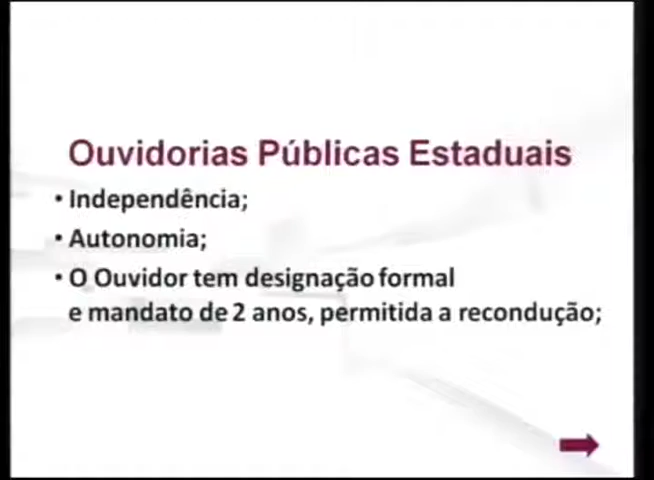 Ouvidorias Públicas Estaduais
• Independência;
• Autonomia;
• O Ouvidor tem designação formal
e mandato de 2 anos, permitida a recondução;